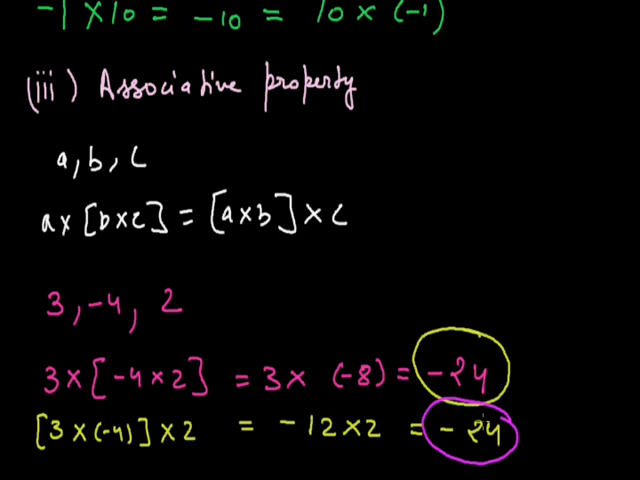 -1 × 10 = -10 = 10 × (-1)
(iii) Associative property
a, b, c
a × [b × c] = [a × b] × c
3, -4, 2
3 × [-4 × 2] = 3 × (-8) = -24
[3 × (-4)] × 2 = -12 × 2 = -24